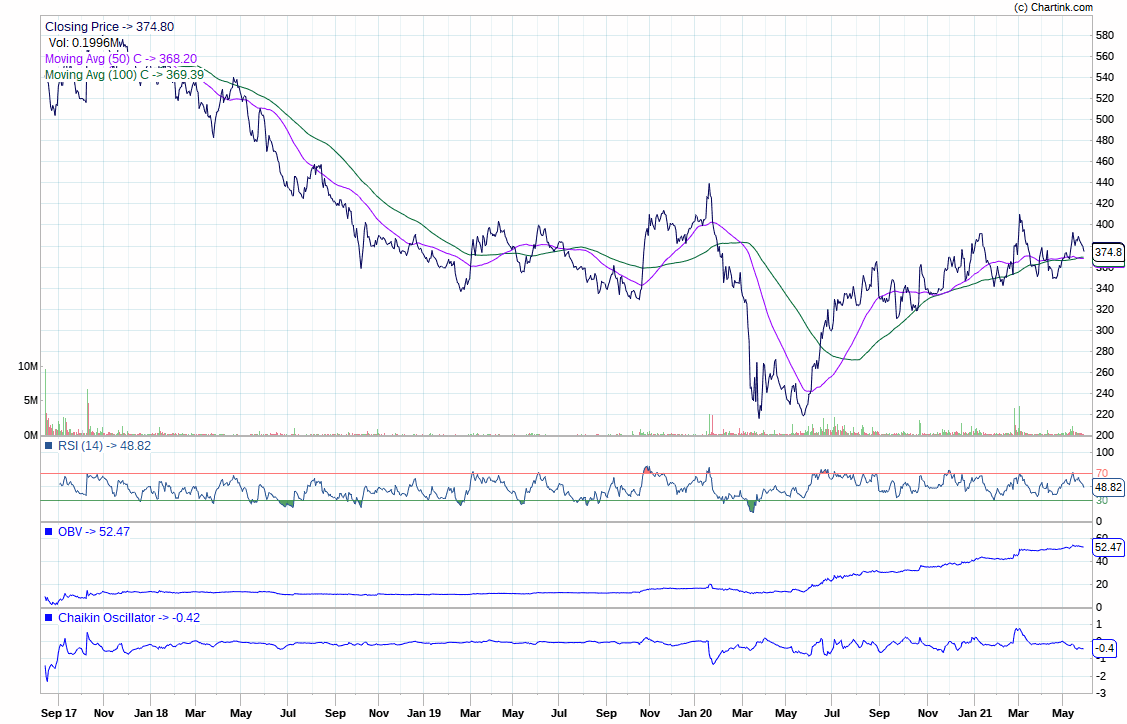 (c) Chartink.com
Closing Price -> 374.80
Vol: 0.1996M
Moving Avg (50) C -> 368.20
Moving Avg (100) C -> 369.39
580
560
540
520
500
480
460
440
420
400
374.8
340
320
300
280
260
240
220
200
10M
5M
0M
RSI (14) -> 48.82
100
70
48.82
30
0
OBV -> 52.47
60
52.47
40
20
0
Chaikin Oscillator -> -0.42
1
0
-0.4
-1
-2
-3
Sep 17 Nov Jan 18 Mar May Jul Sep Nov Jan 19 Mar May Jul Sep Nov Jan 20 Mar May Jul Sep Nov Jan 21 Mar May